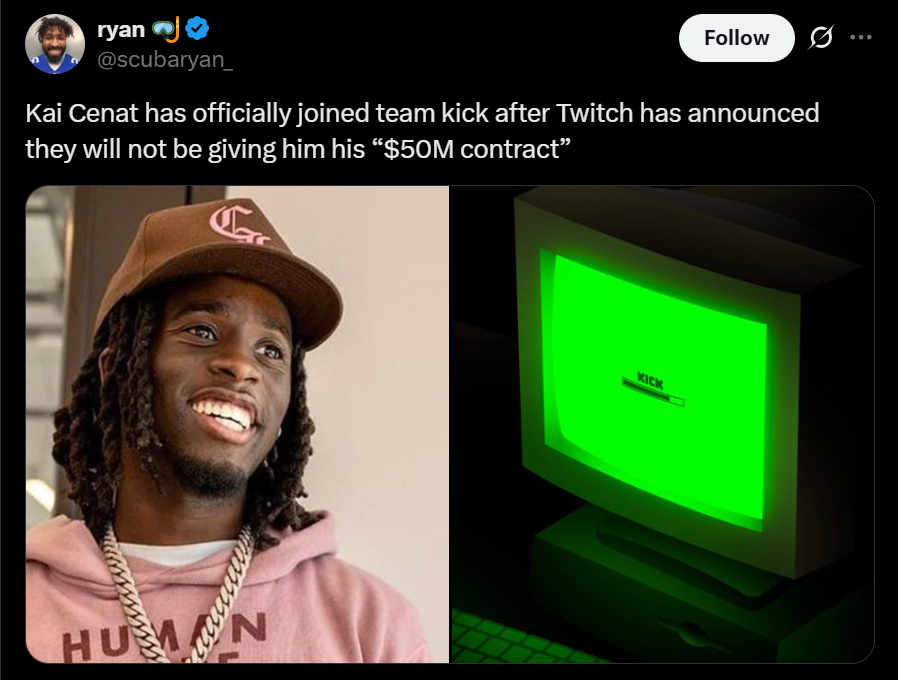 ryan
@scubaryan_
Follow
Kai Cenat has officially joined team kick after Twitch has announced
they will not be giving him his “$50M contract”
HUMAN
KICK